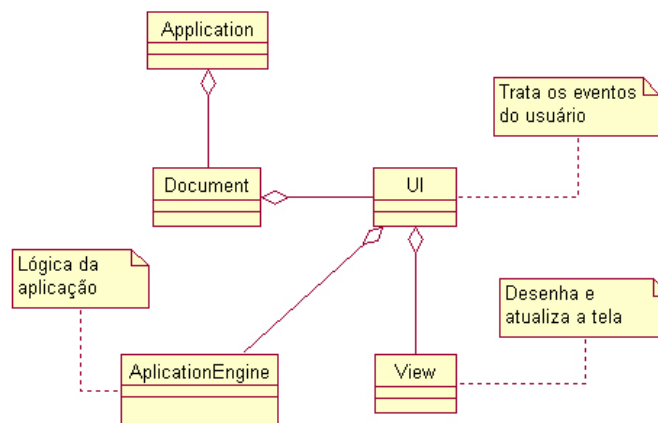 Application
Trata os eventos
do usuário
Document
UI
Lógica da
aplicação
Desenha e
atualiza a tela
AplicationEngine
View